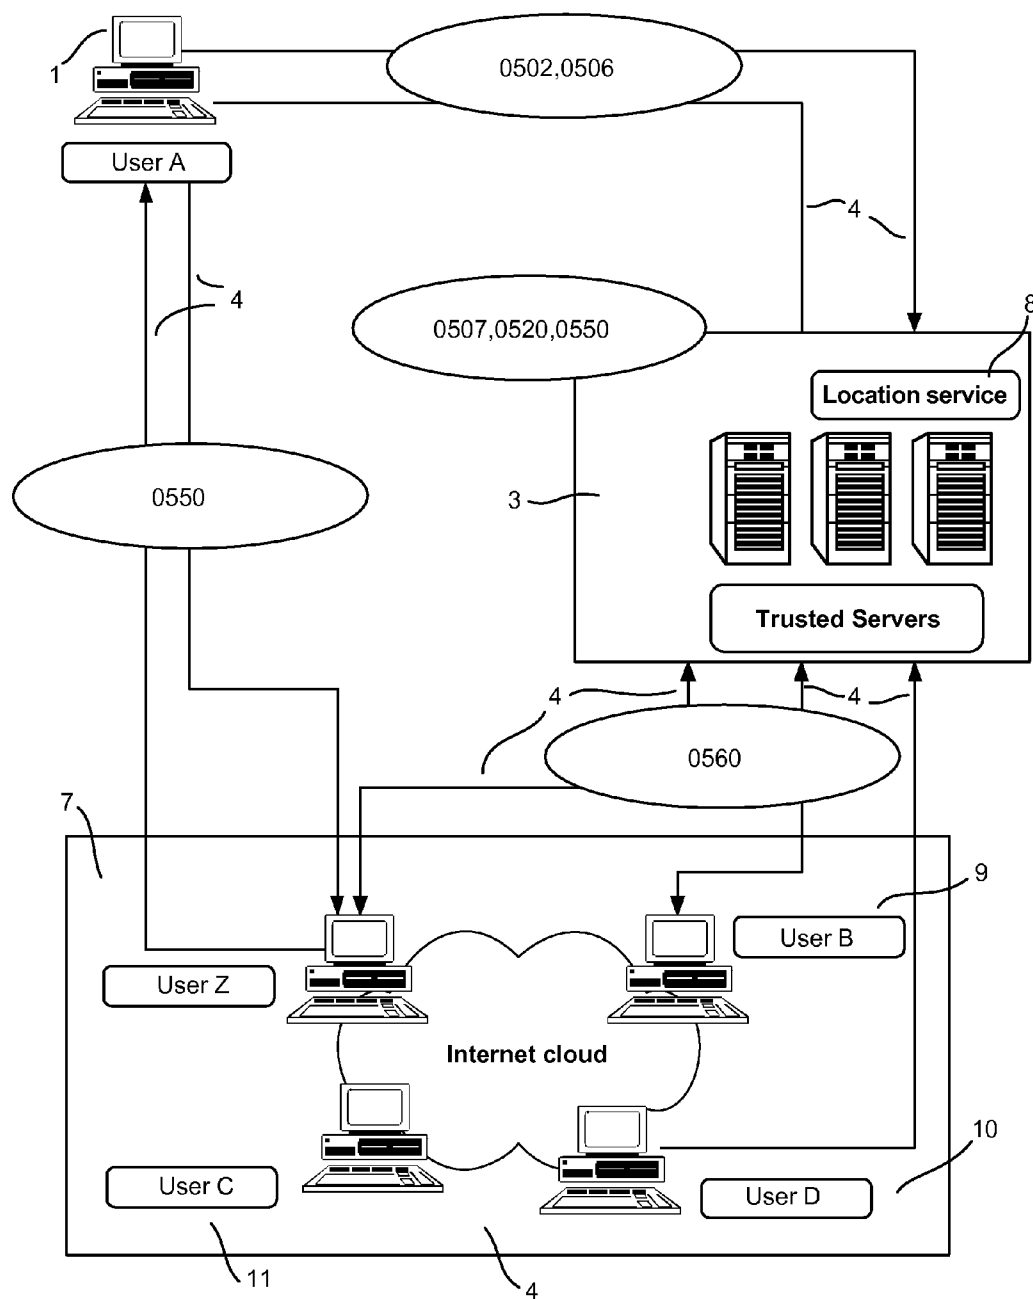 1
0502,0506
User A
4
4
8
0507,0520,0550
Location service
0550
3
Trusted Servers
4
4
0560
7
9
User B
User Z
Internet cloud
10
User C
User D
11
4